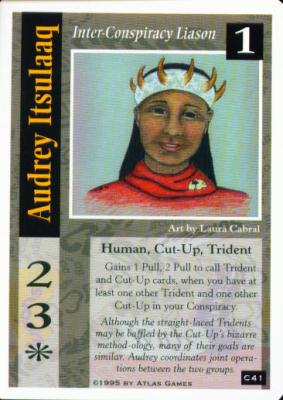 Audrey Itsulaaq
Inter-Conspiracy Liason
1
Art by Laura Cabral
2
3
Human, Cut-Up, Trident
Gains 1 Pull, 2 Pull to call Trident
and Cut-Up cards, when you have at
least one other Trident and one other
Cut-Up in your Conspiracy.
Although the straight-laced Tridents
may be baffled by the Cut-Up's bizarre
method-ology, many of their goals are
similar. Audrey coordinates joint opera-
tions between the two groups.
©1995 BY ATLAS GAMES
C41